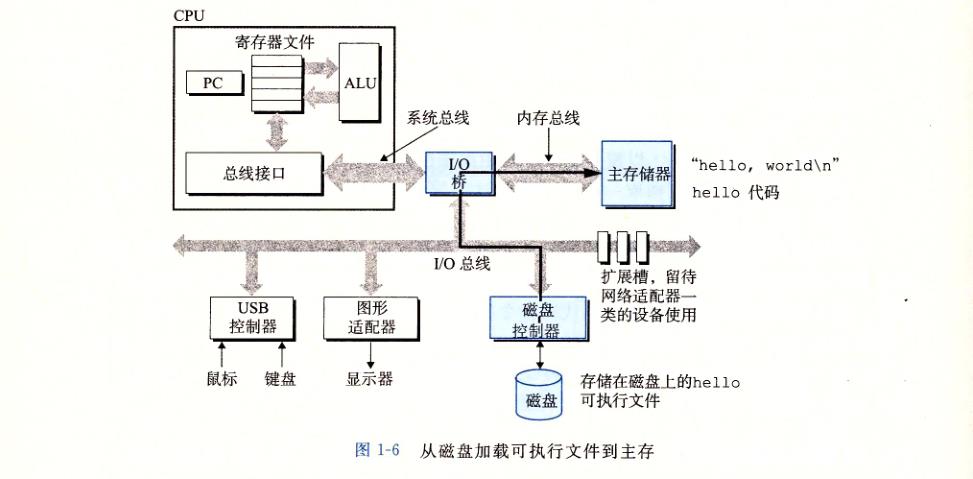 CPU
寄存器文件
PC
ALU
系统总线
内存总线
总线接口
I/O
桥
主存储器
“hello, world\n”
hello 代码
I/O 总线
扩展槽，留待
网络适配器一
类的设备使用
USB
控制器
图形
适配器
磁盘
控制器
鼠标
键盘
显示器
磁盘
存储在磁盘上的hello
可执行文件
图 1-6 从磁盘加载可执行文件到主存